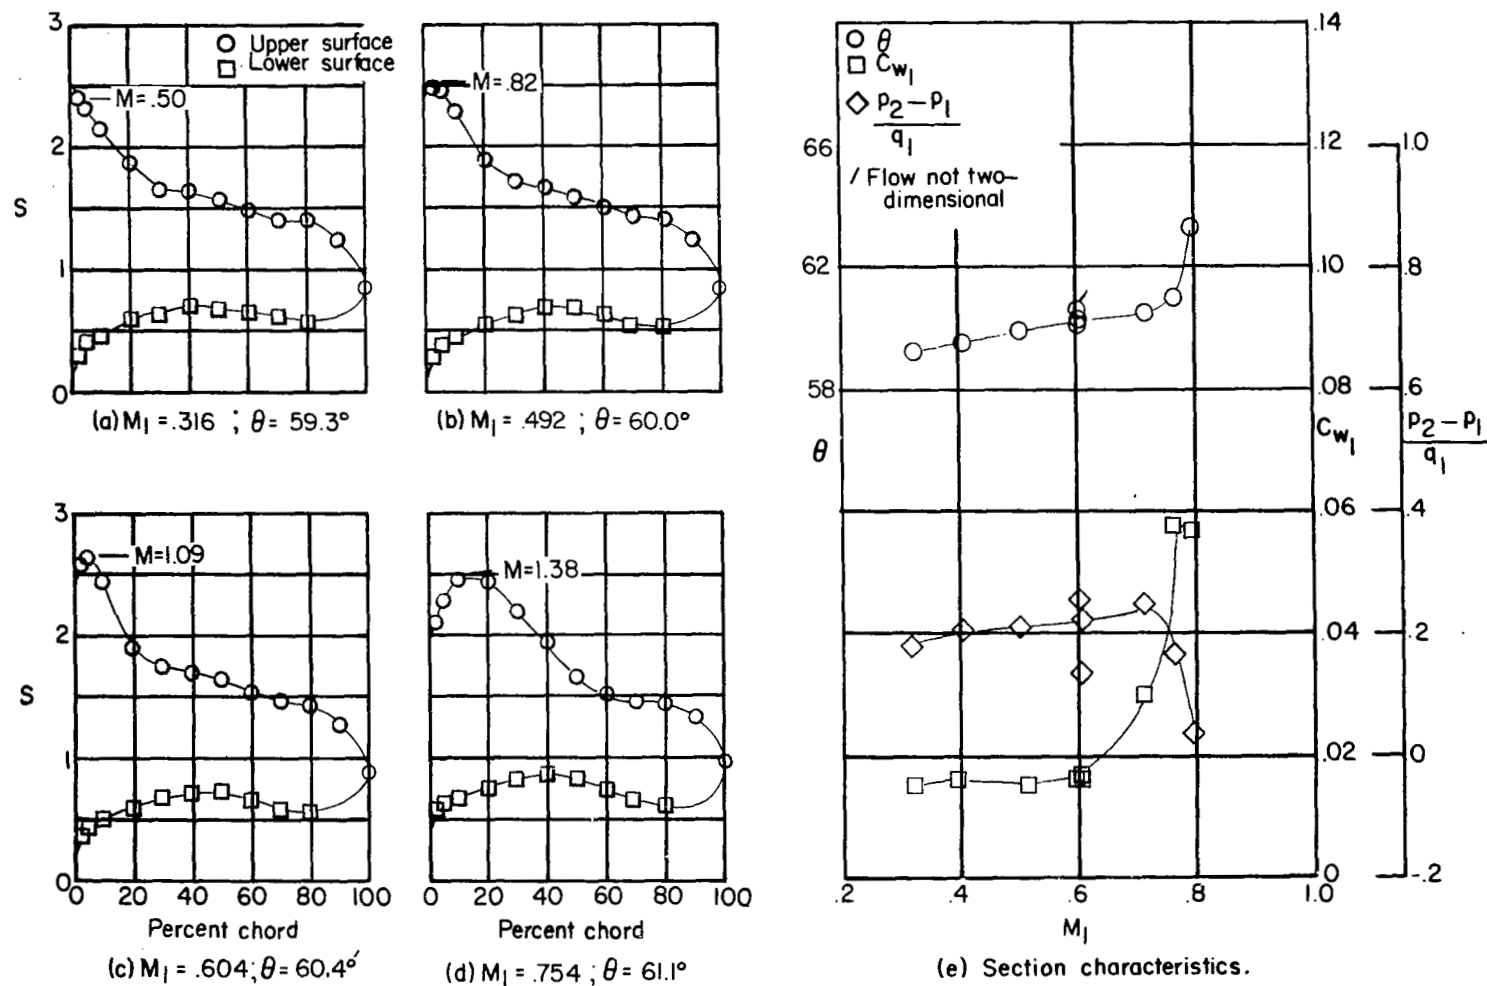 3
2
S
1
0
○ Upper surface
□ Lower surface
M=.50
(a) M₁ = .316 ; θ = 59.3°
M=.82
(b) M₁ = .492 ; θ = 60.0°
3
2
S
1
0
M=1.09
0 20 40 60 80 100
Percent chord
(c) M₁ = .604; θ = 60.4°
M=1.38
0 20 40 60 80 100
Percent chord
(d) M₁ = .754 ; θ = 61.1°
○ θ
□ Cw₁
◇ p₂ – p₁
q₁
/ Flow not two-
dimensional
66
62
58
θ
.14
.12
.10
.08
Cw₁
.06
.04
.02
.0
1.0
.8
.6
p₂ – p₁
q₁
.4
.2
0
-.2
.2 .4 .6 .8 1.0
M₁
(e) Section characteristics.